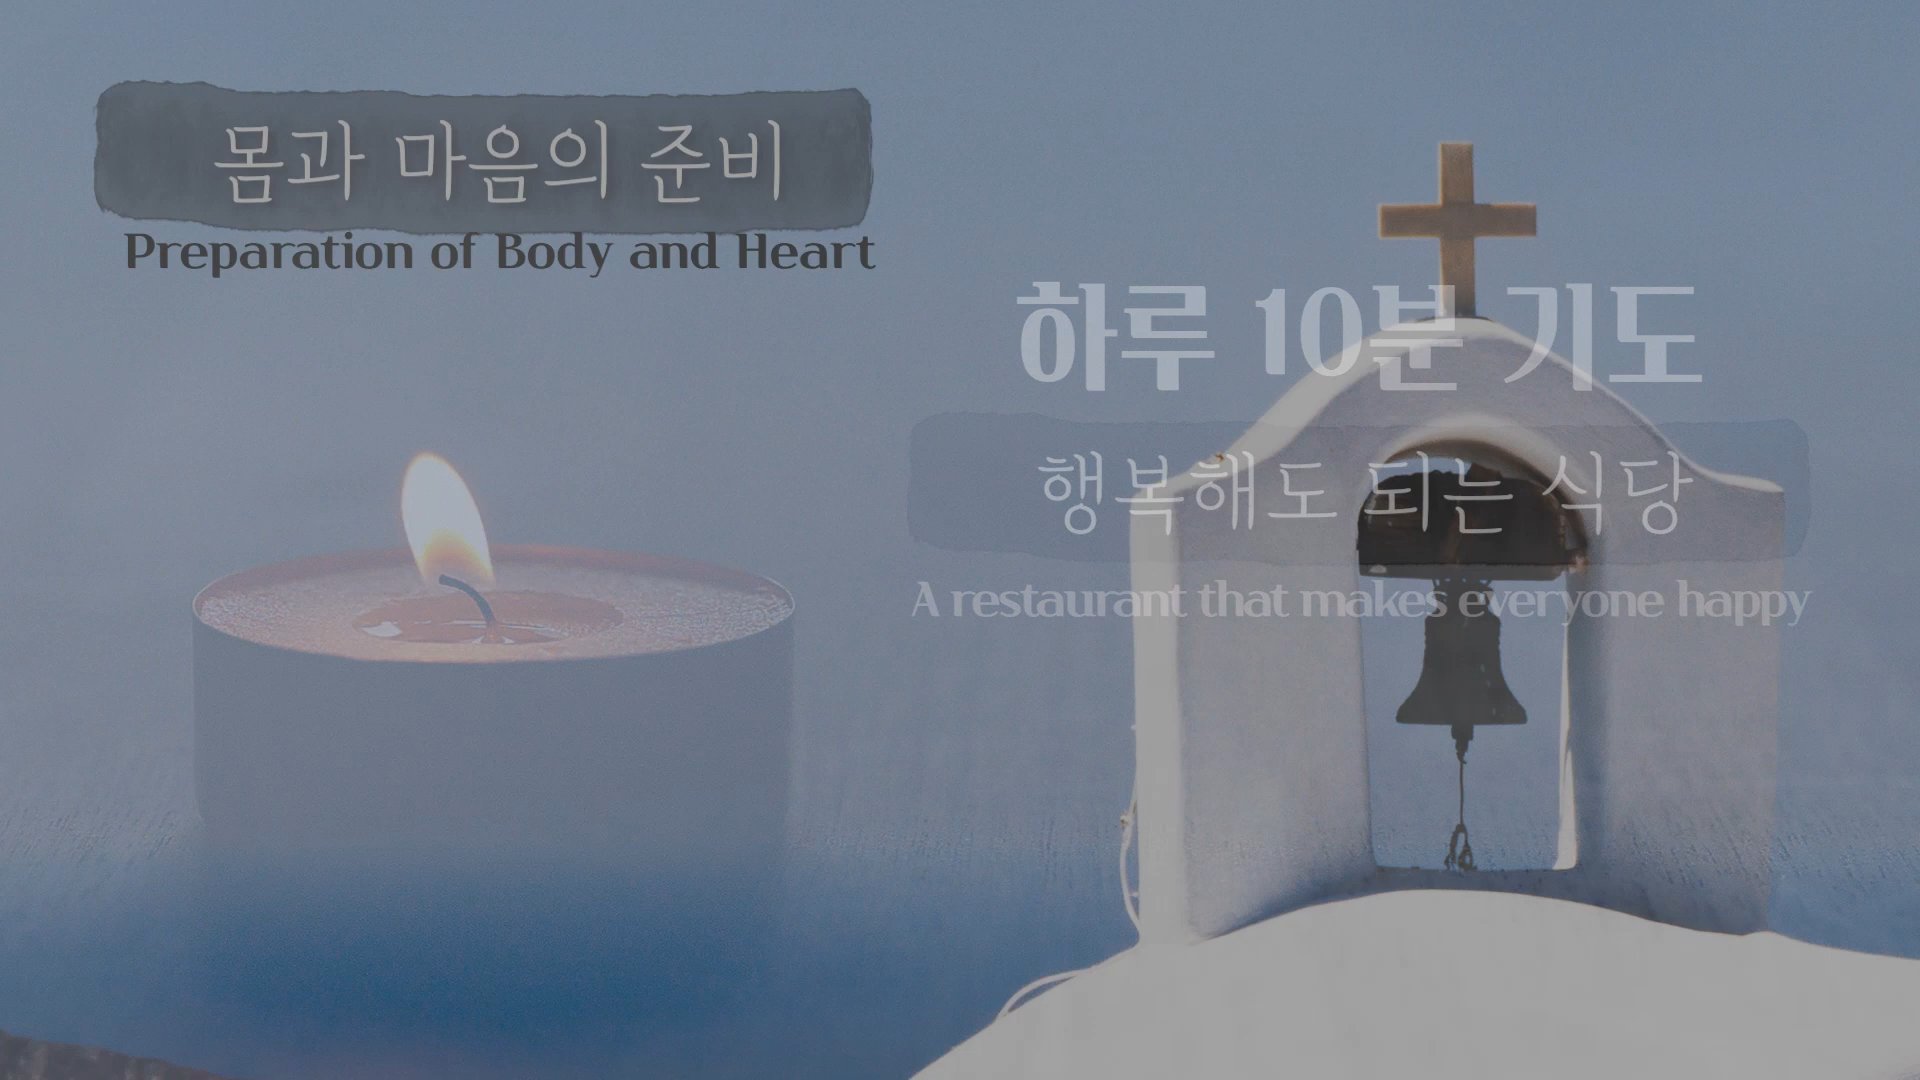 몸과 마음의 준비
Preparation of Body and Heart
하루 10분 기도
행복해도 되는 식당
A restaurant that makes everyone happy